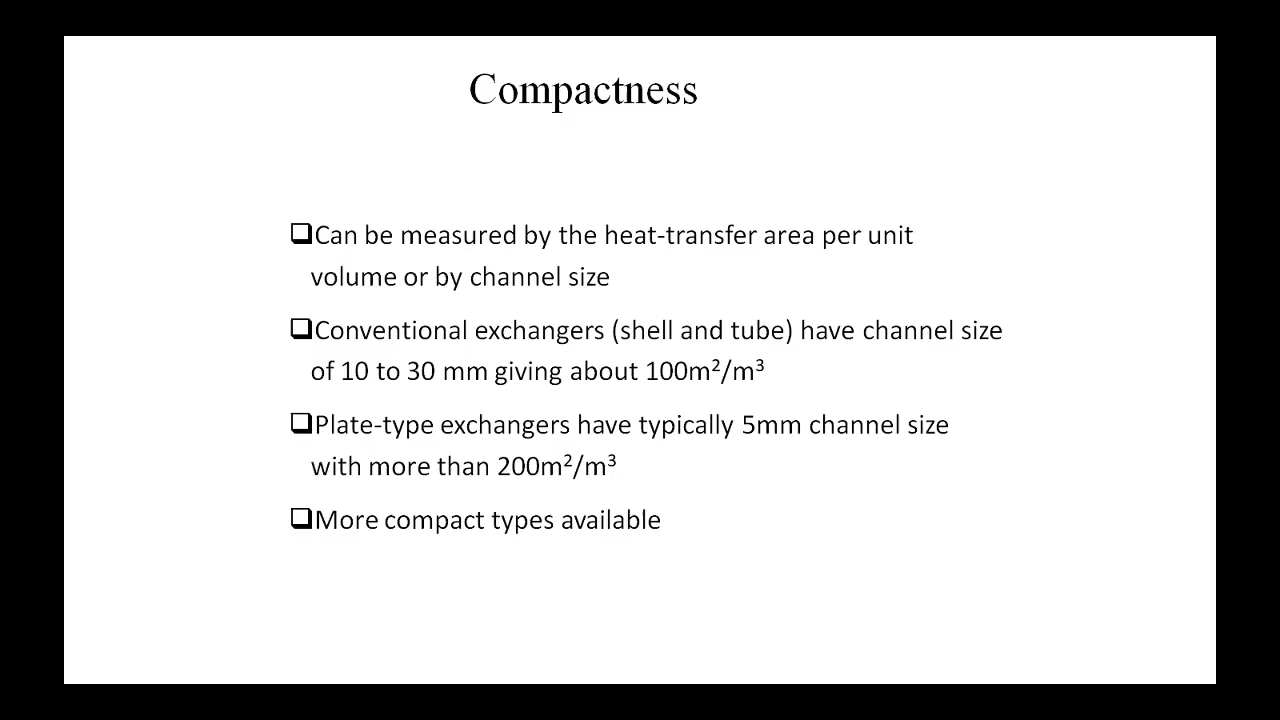 Compactness
❑Can be measured by the heat-transfer area per unit
volume or by channel size
❑Conventional exchangers (shell and tube) have channel size
of 10 to 30 mm giving about 100m²/m³
❑Plate-type exchangers have typically 5mm channel size
with more than 200m²/m³
❑More compact types available